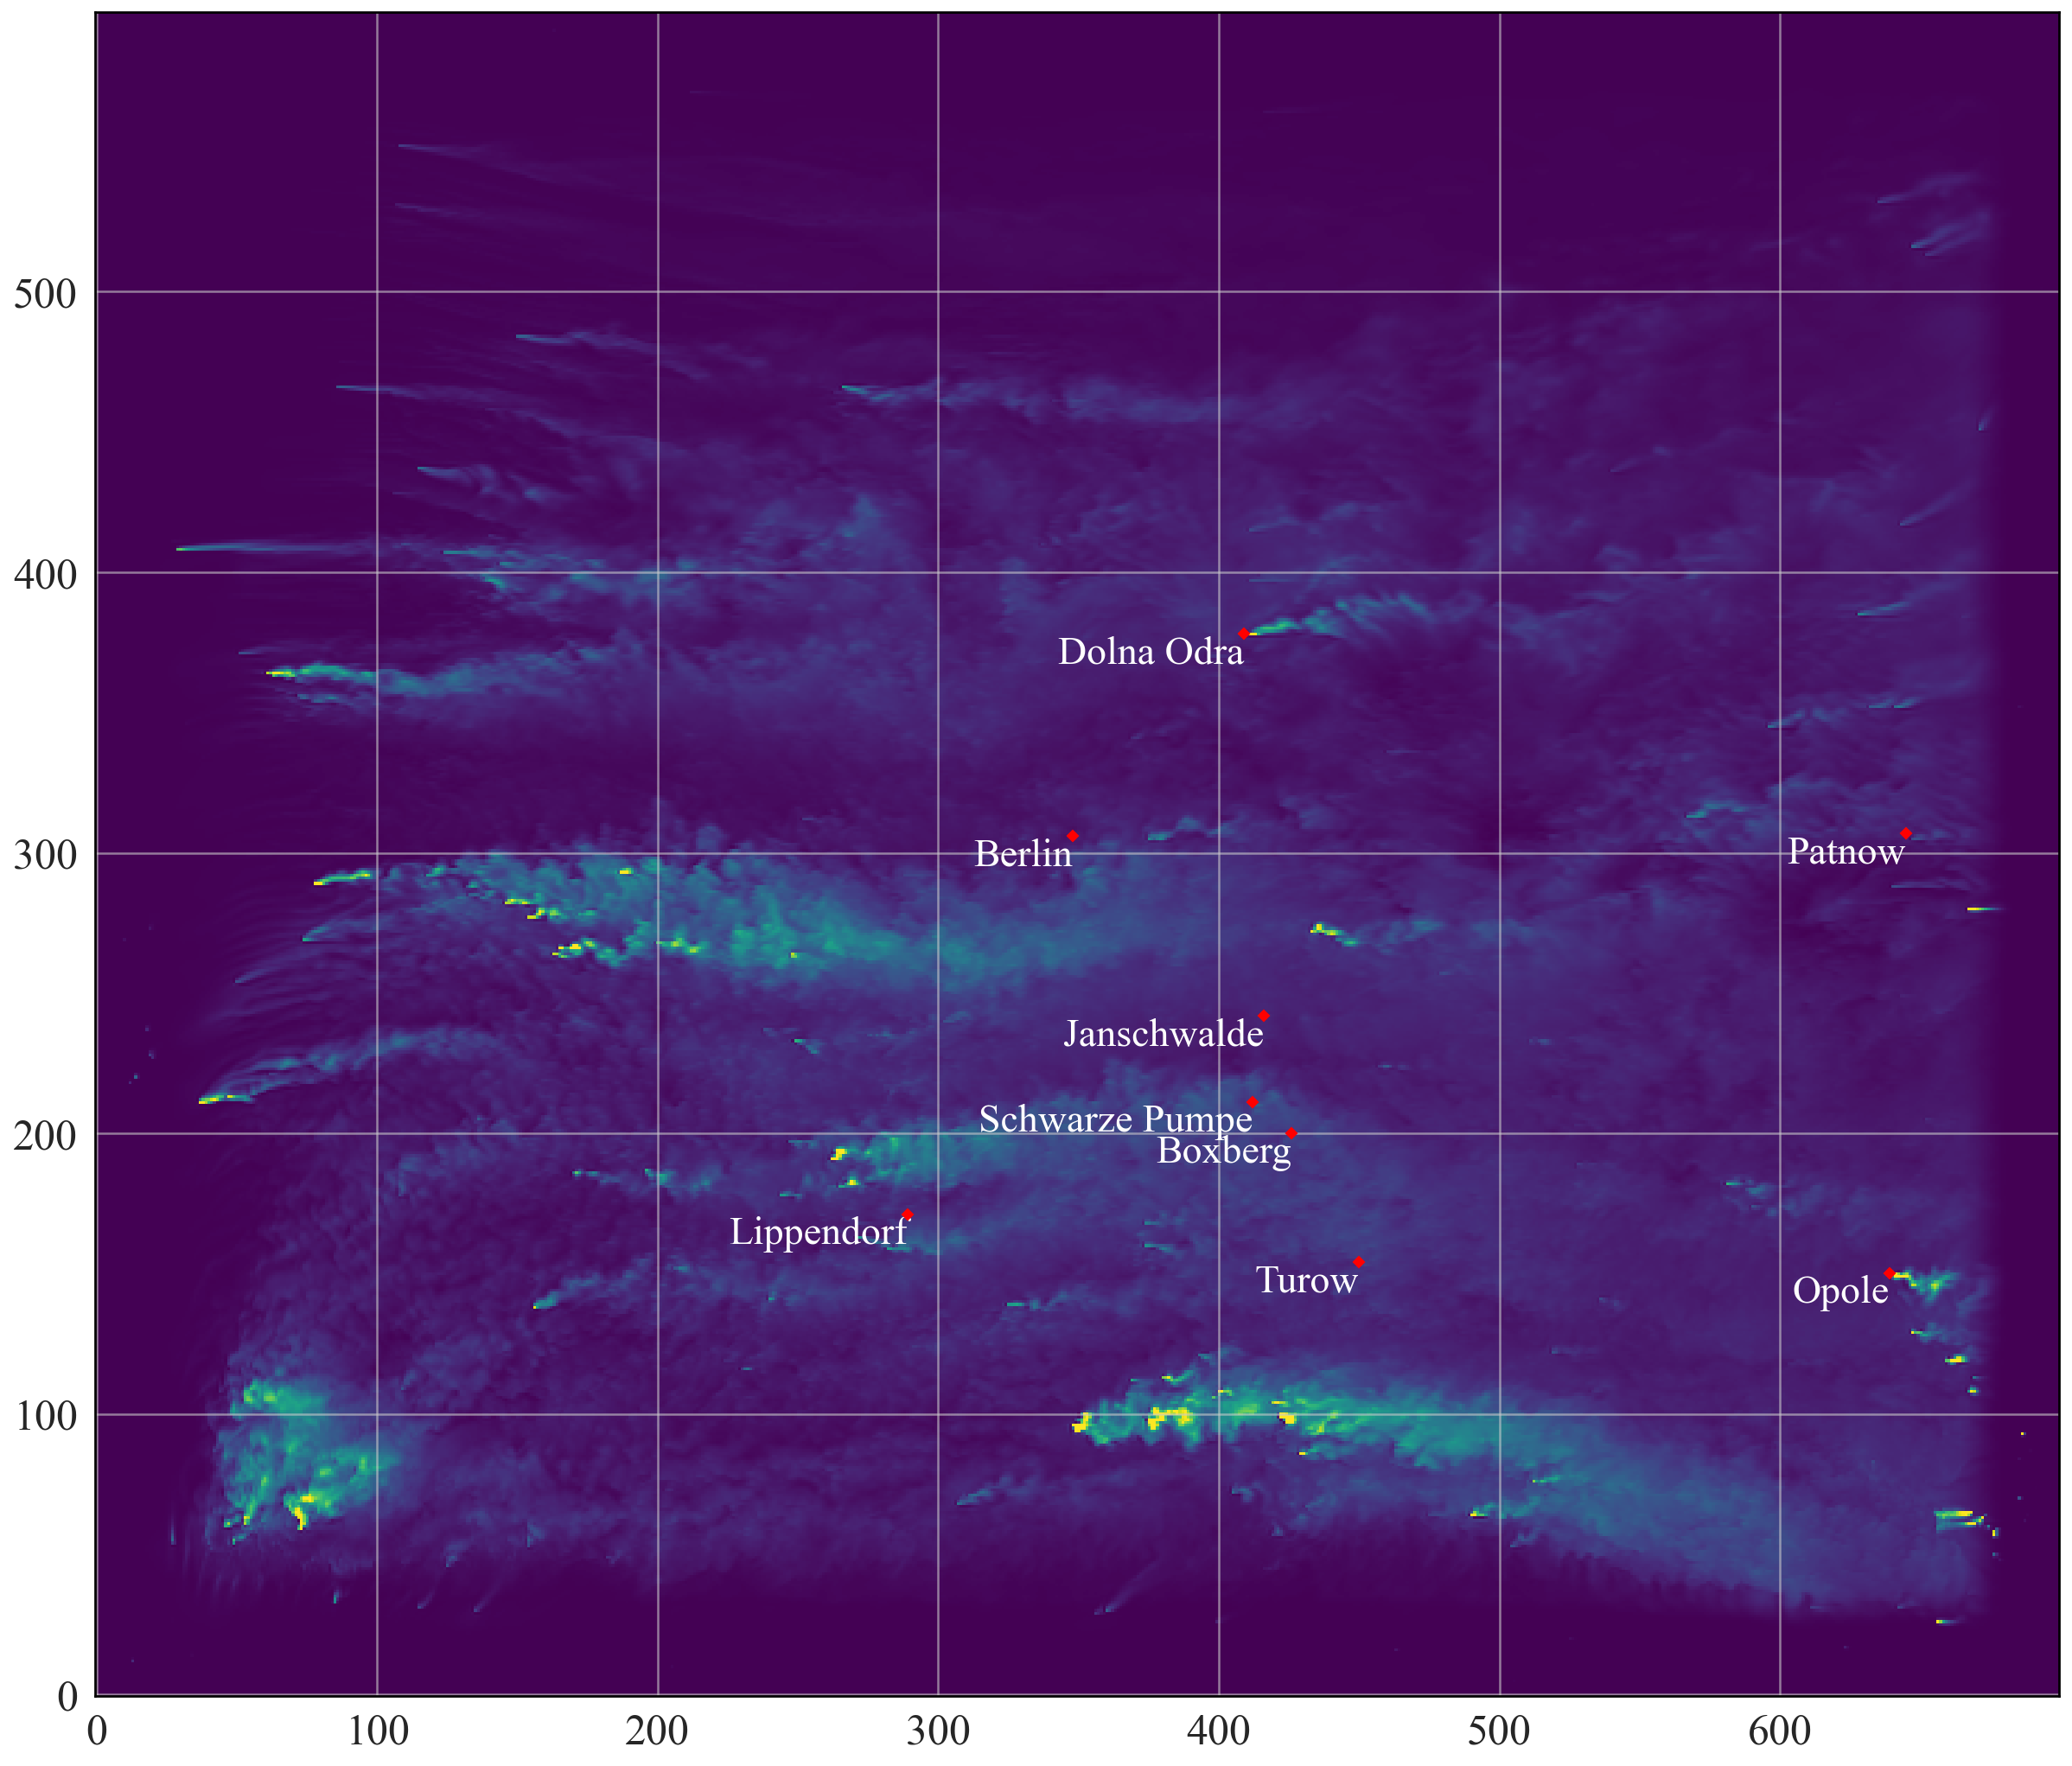 500
400
Dolna Odra
300
Berlin
Patnow
Janschwalde
200
Schwarze Pumpe
Boxberg
Lippendorf
Turow
Opole
100
0
0 100 200 300 400 500 600